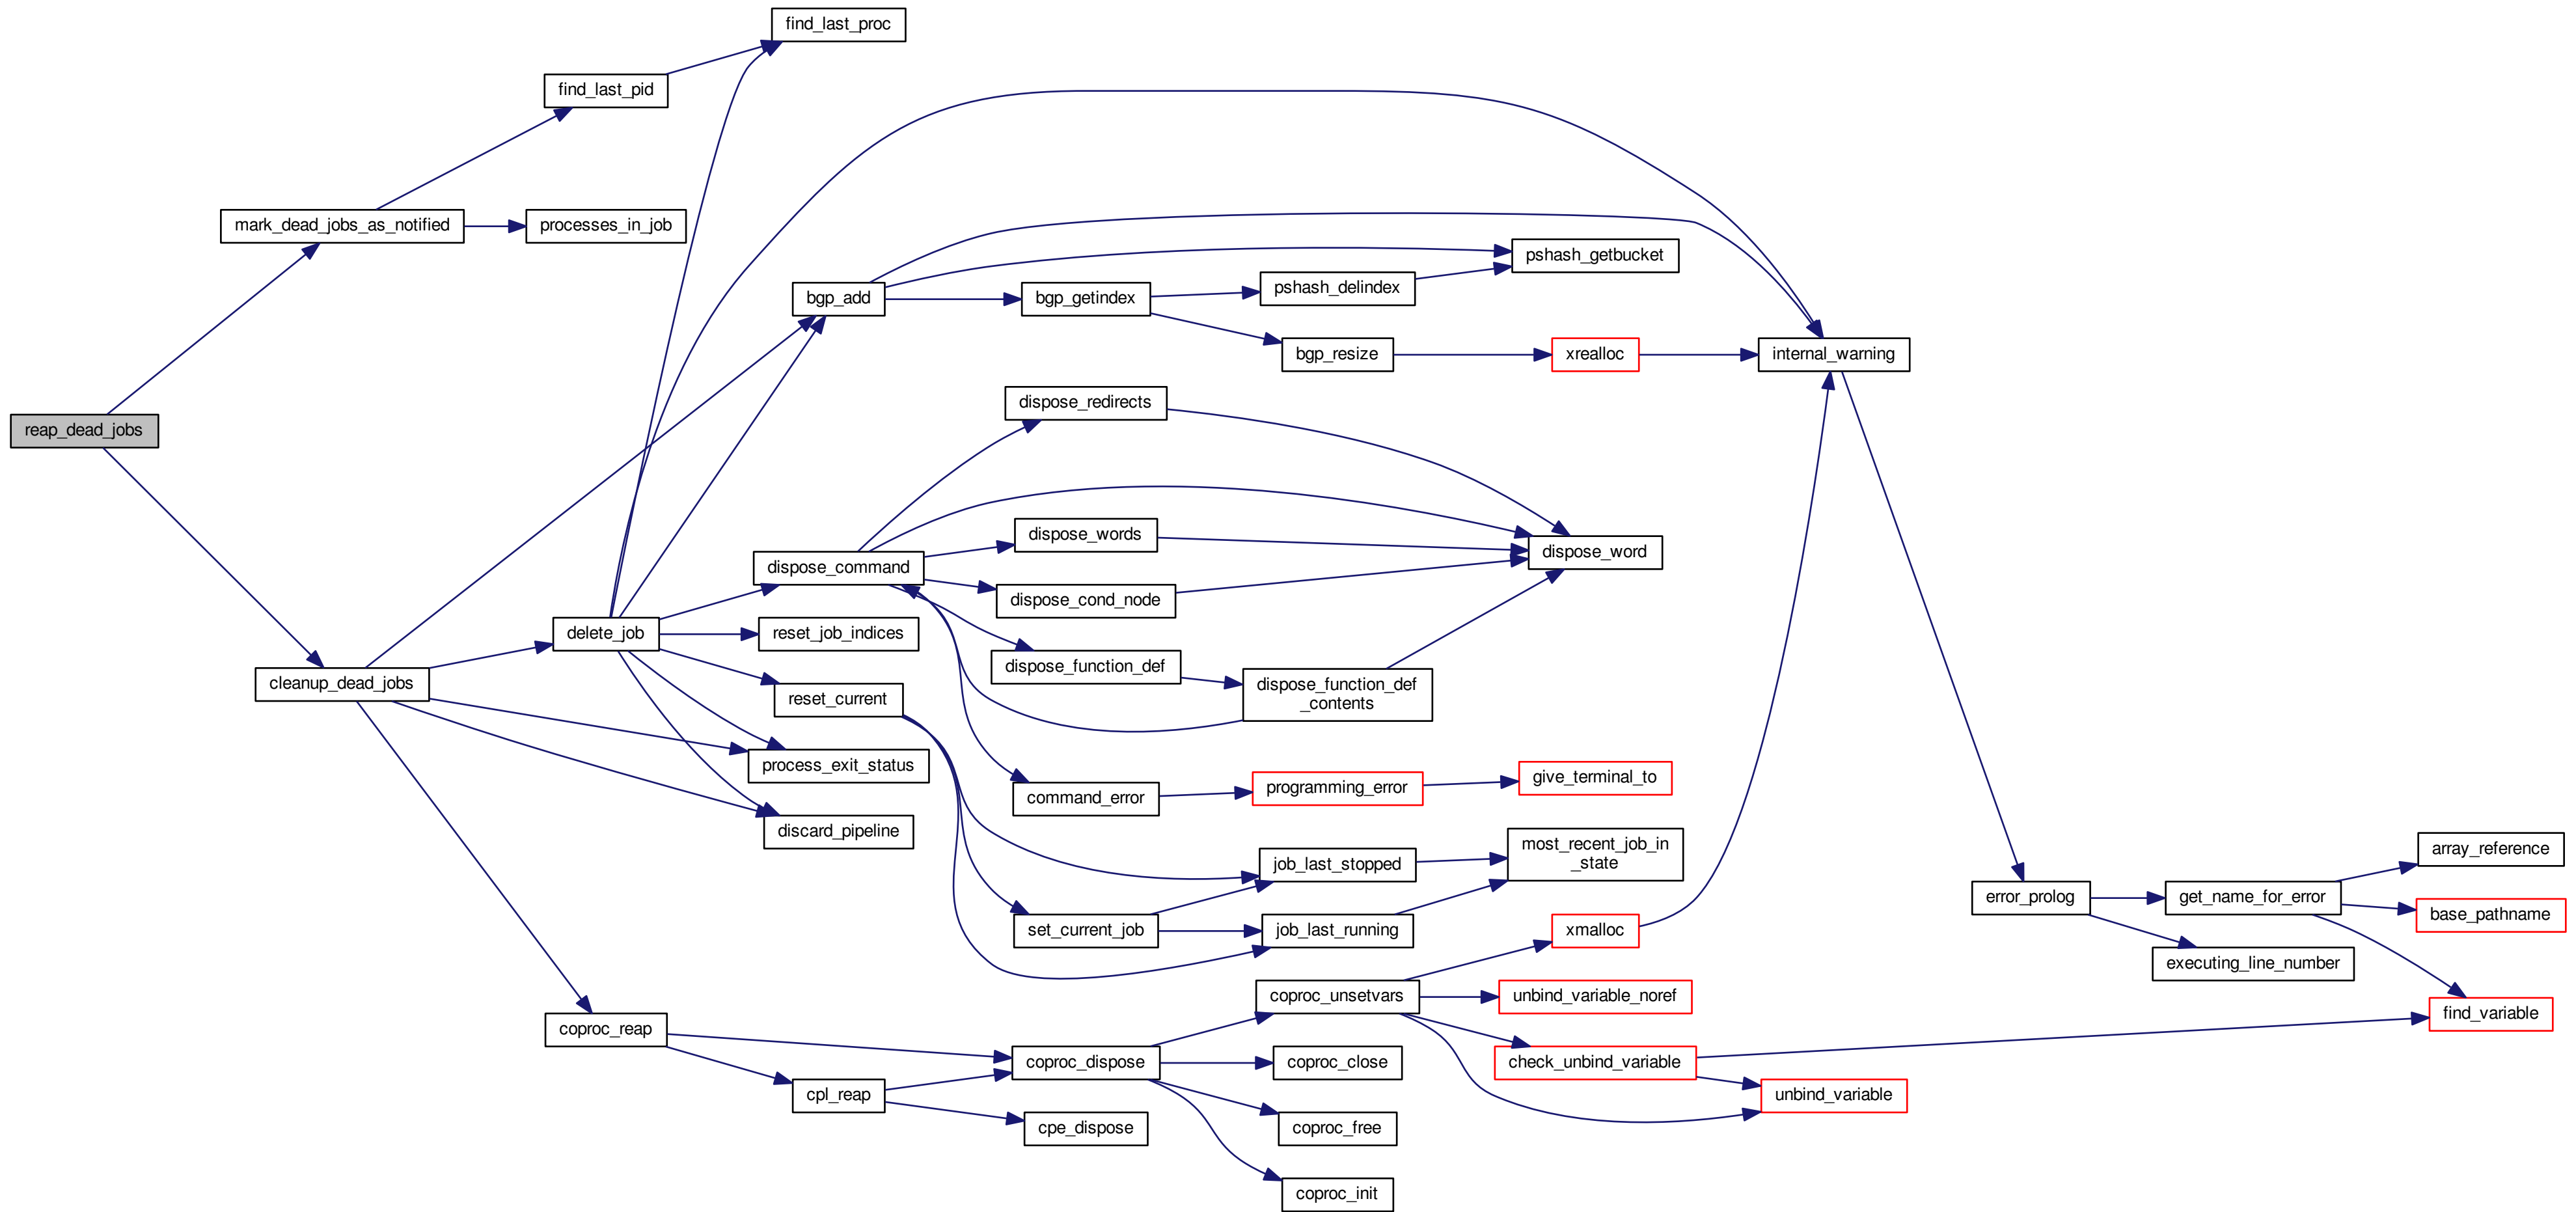 find_last_proc
find_last_pid
mark_dead_jobs_as_notified
processes_in_job
pshash_getbucket
bgp_add
bgp_getindex
pshash_delindex
bgp_resize
xrealloc
internal_warning
dispose_redirects
reap_dead_jobs
dispose_words
dispose_word
dispose_command
dispose_cond_node
delete_job
reset_job_indices
dispose_function_def
dispose_function_def
_contents
cleanup_dead_jobs
reset_current
process_exit_status
command_error
programming_error
give_terminal_to
discard_pipeline
job_last_stopped
most_recent_job_in
_state
array_reference
error_prolog
get_name_for_error
base_pathname
set_current_job
job_last_running
xmalloc
executing_line_number
coproc_unsetvars
unbind_variable_noref
find_variable
coproc_reap
coproc_dispose
coproc_close
check_unbind_variable
cpl_reap
unbind_variable
cpe_dispose
coproc_free
coproc_init